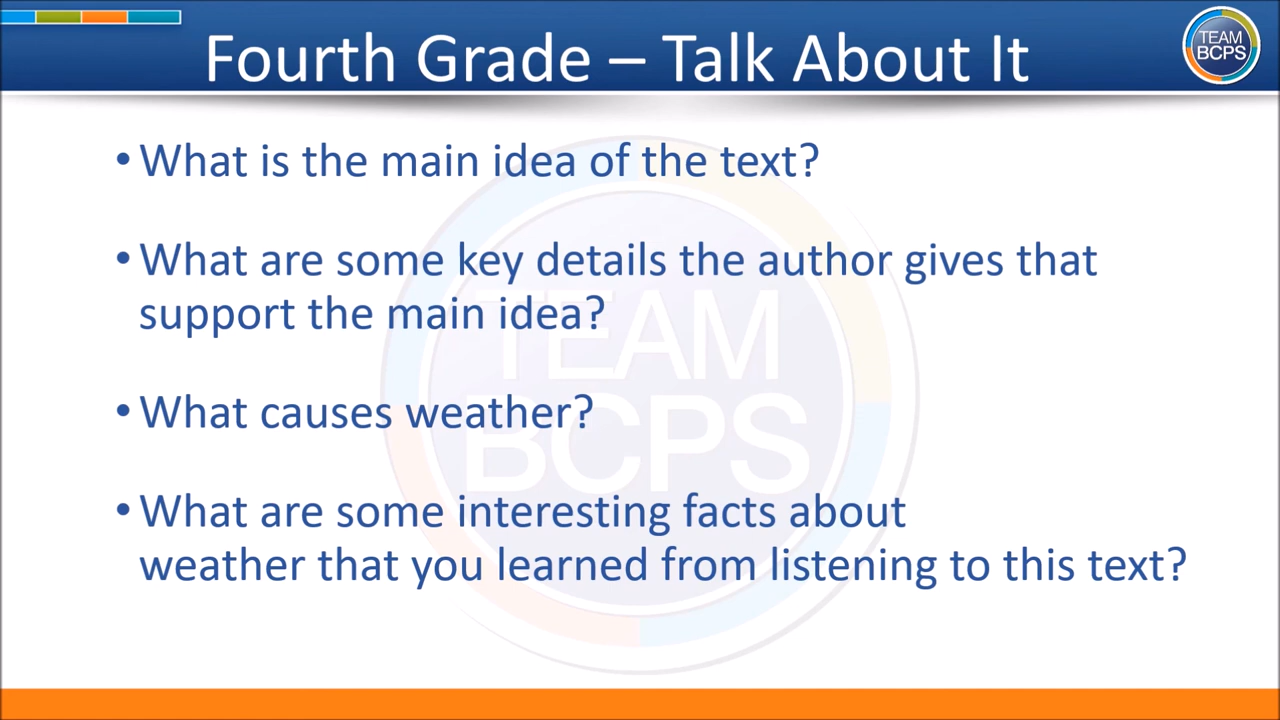 Fourth Grade – Talk About It
TEAM
BCPS
• What is the main idea of the text?
• What are some key details the author gives that
support the main idea?
• What causes weather?
• What are some interesting facts about
weather that you learned from listening to this text?
TEAM
BCPS